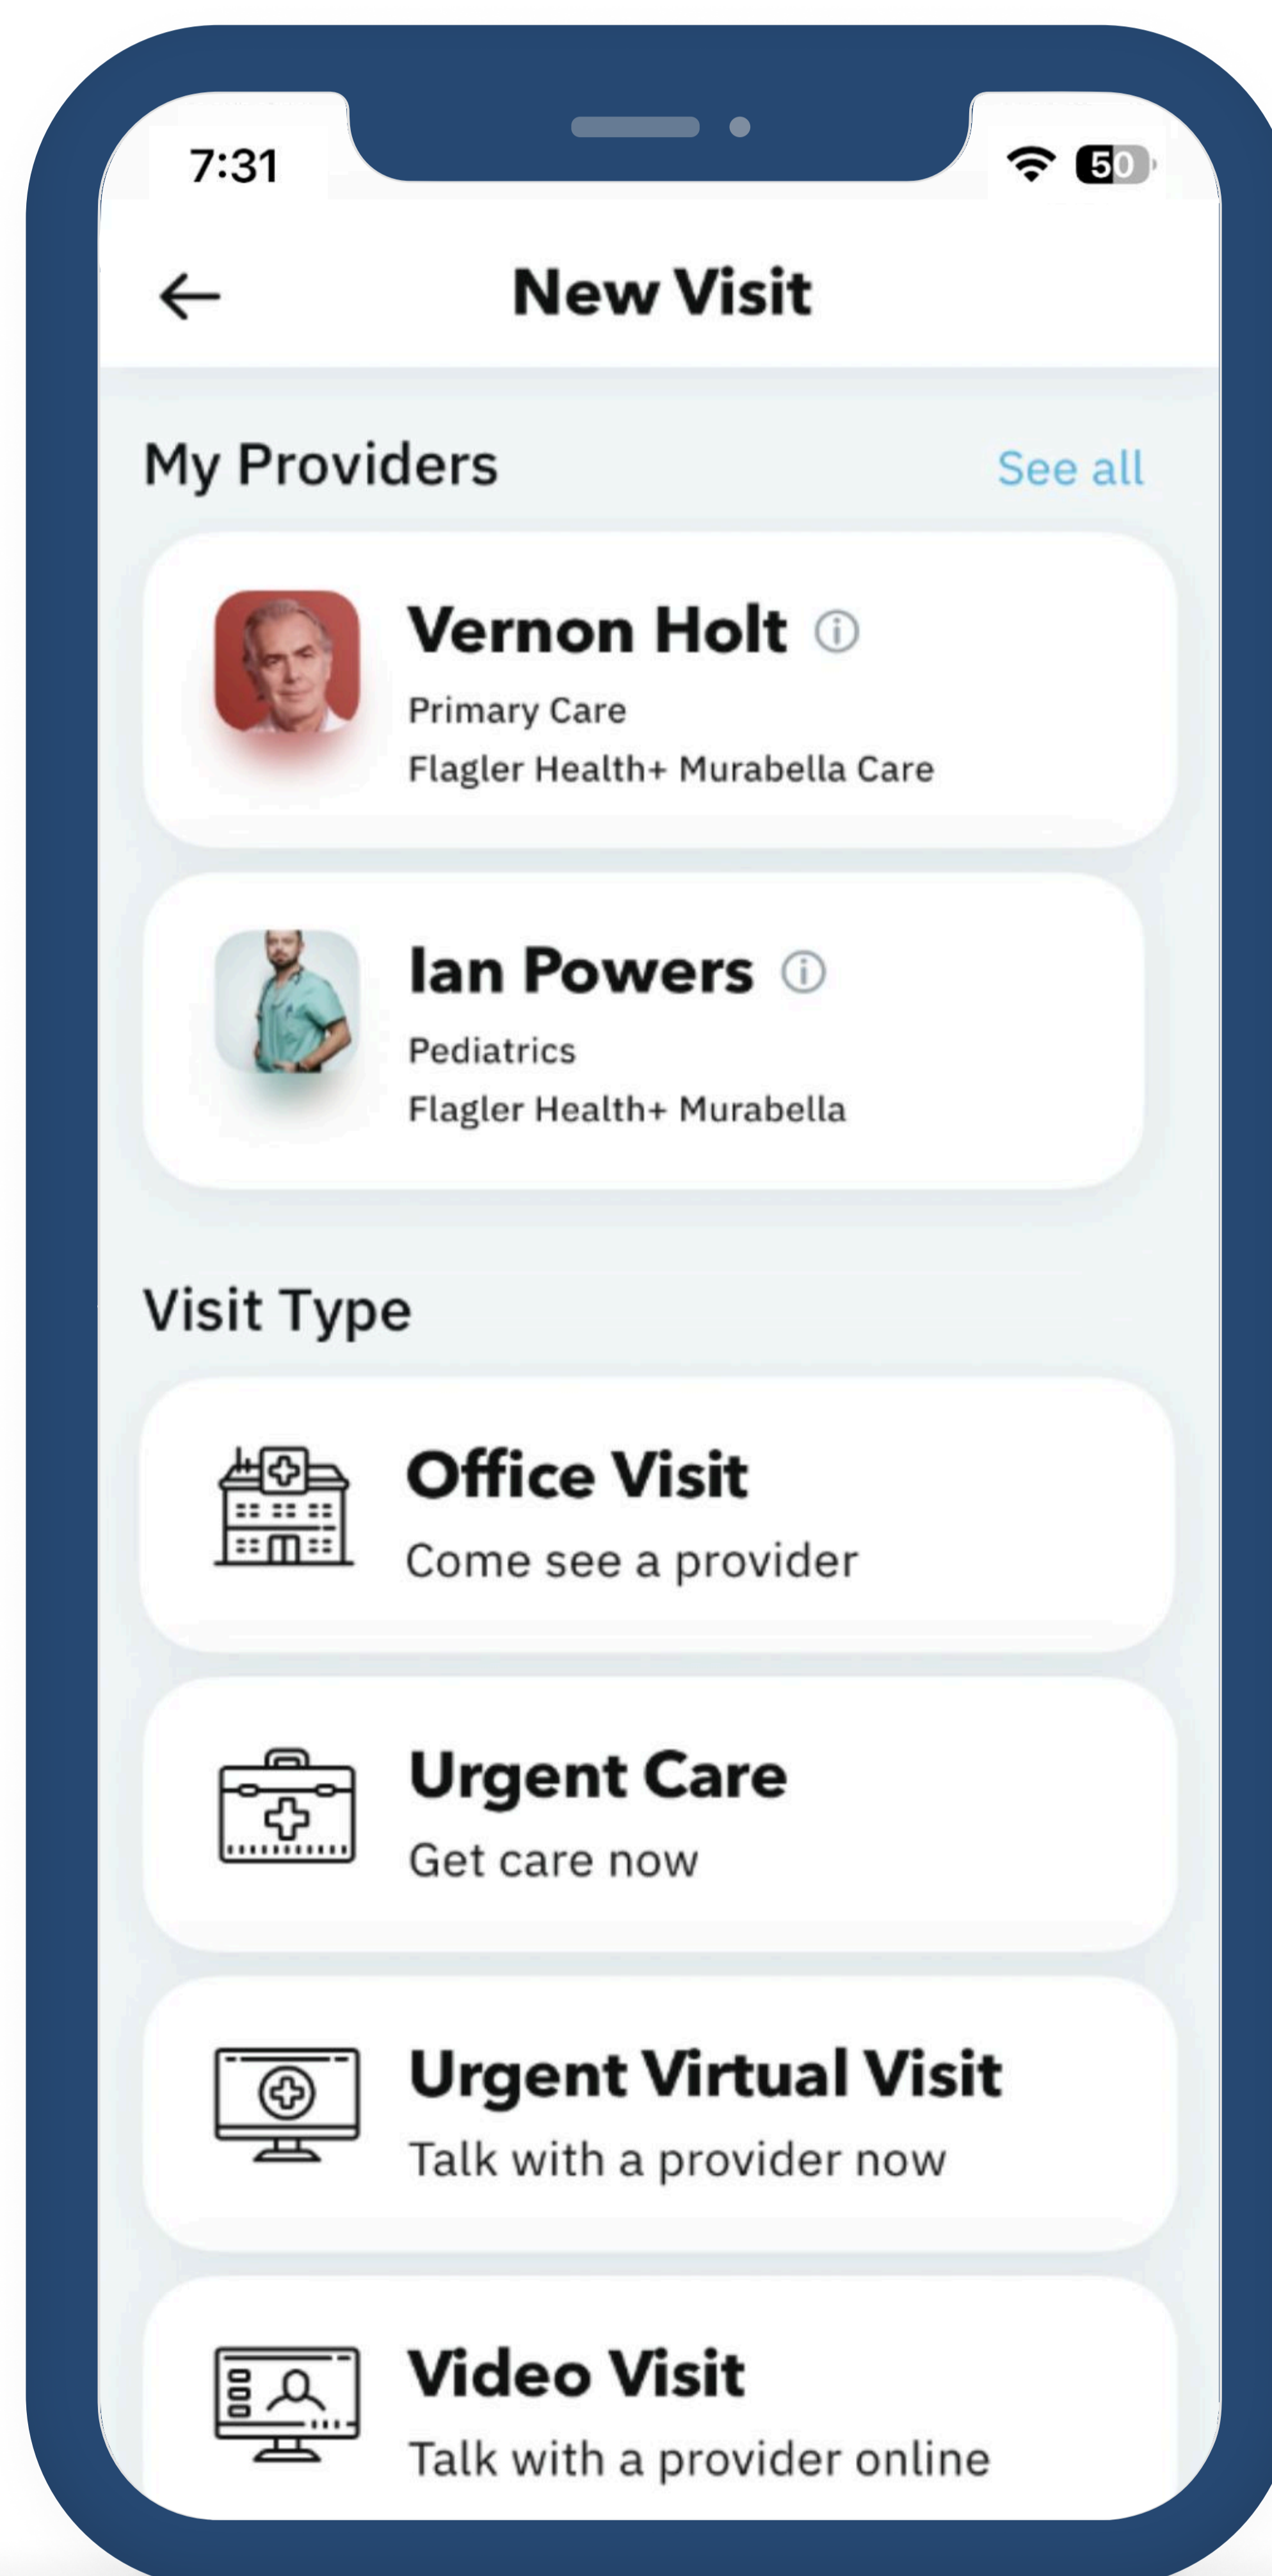 7:31
50
New Visit
My Providers
See all
Vernon Holt
Primary Care
Flagler Health+ Murabella Care
Ian Powers
Pediatrics
Flagler Health+ Murabella
Visit Type
Office Visit
Come see a provider
Urgent Care
Get care now
Urgent Virtual Visit
Talk with a provider now
Video Visit
Talk with a provider online